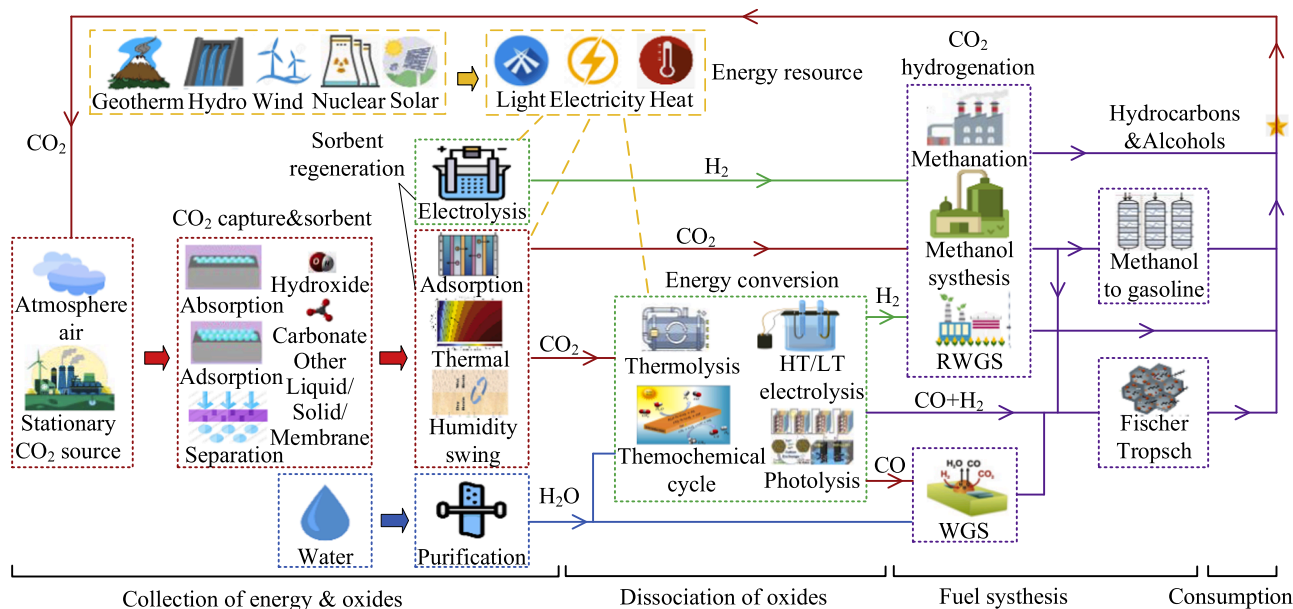 CO2
hydrogenation
Geotherm Hydro Wind Nuclear Solar
Light Electricity Heat
Energy resource
CO2
Sorbent
regeneration
Electrolysis
H2
Methanation
Hydrocarbons
&Alcohols
CO2 capture&sorbent
Atmosphere
air
Stationary
CO2 source
Absorption
Adsorption
Separation
Hydroxide
Carbonate
Other
Liquid/
Solid/
Membrane
Adsorption
Thermal
Humidity
swing
CO2
CO2
Methanol
systhesis
RWGS
Methanol
to gasoline
Energy conversion
H2
Thermolysis
HT/LT
electrolysis
Themochemical
cycle
Photolysis
CO+H2
CO
Fischer
Tropsch
H2O CO
H2 CO2
WGS
Water
Purification
H2O
Collection of energy & oxides
Dissociation of oxides
Fuel systhesis
Consumption